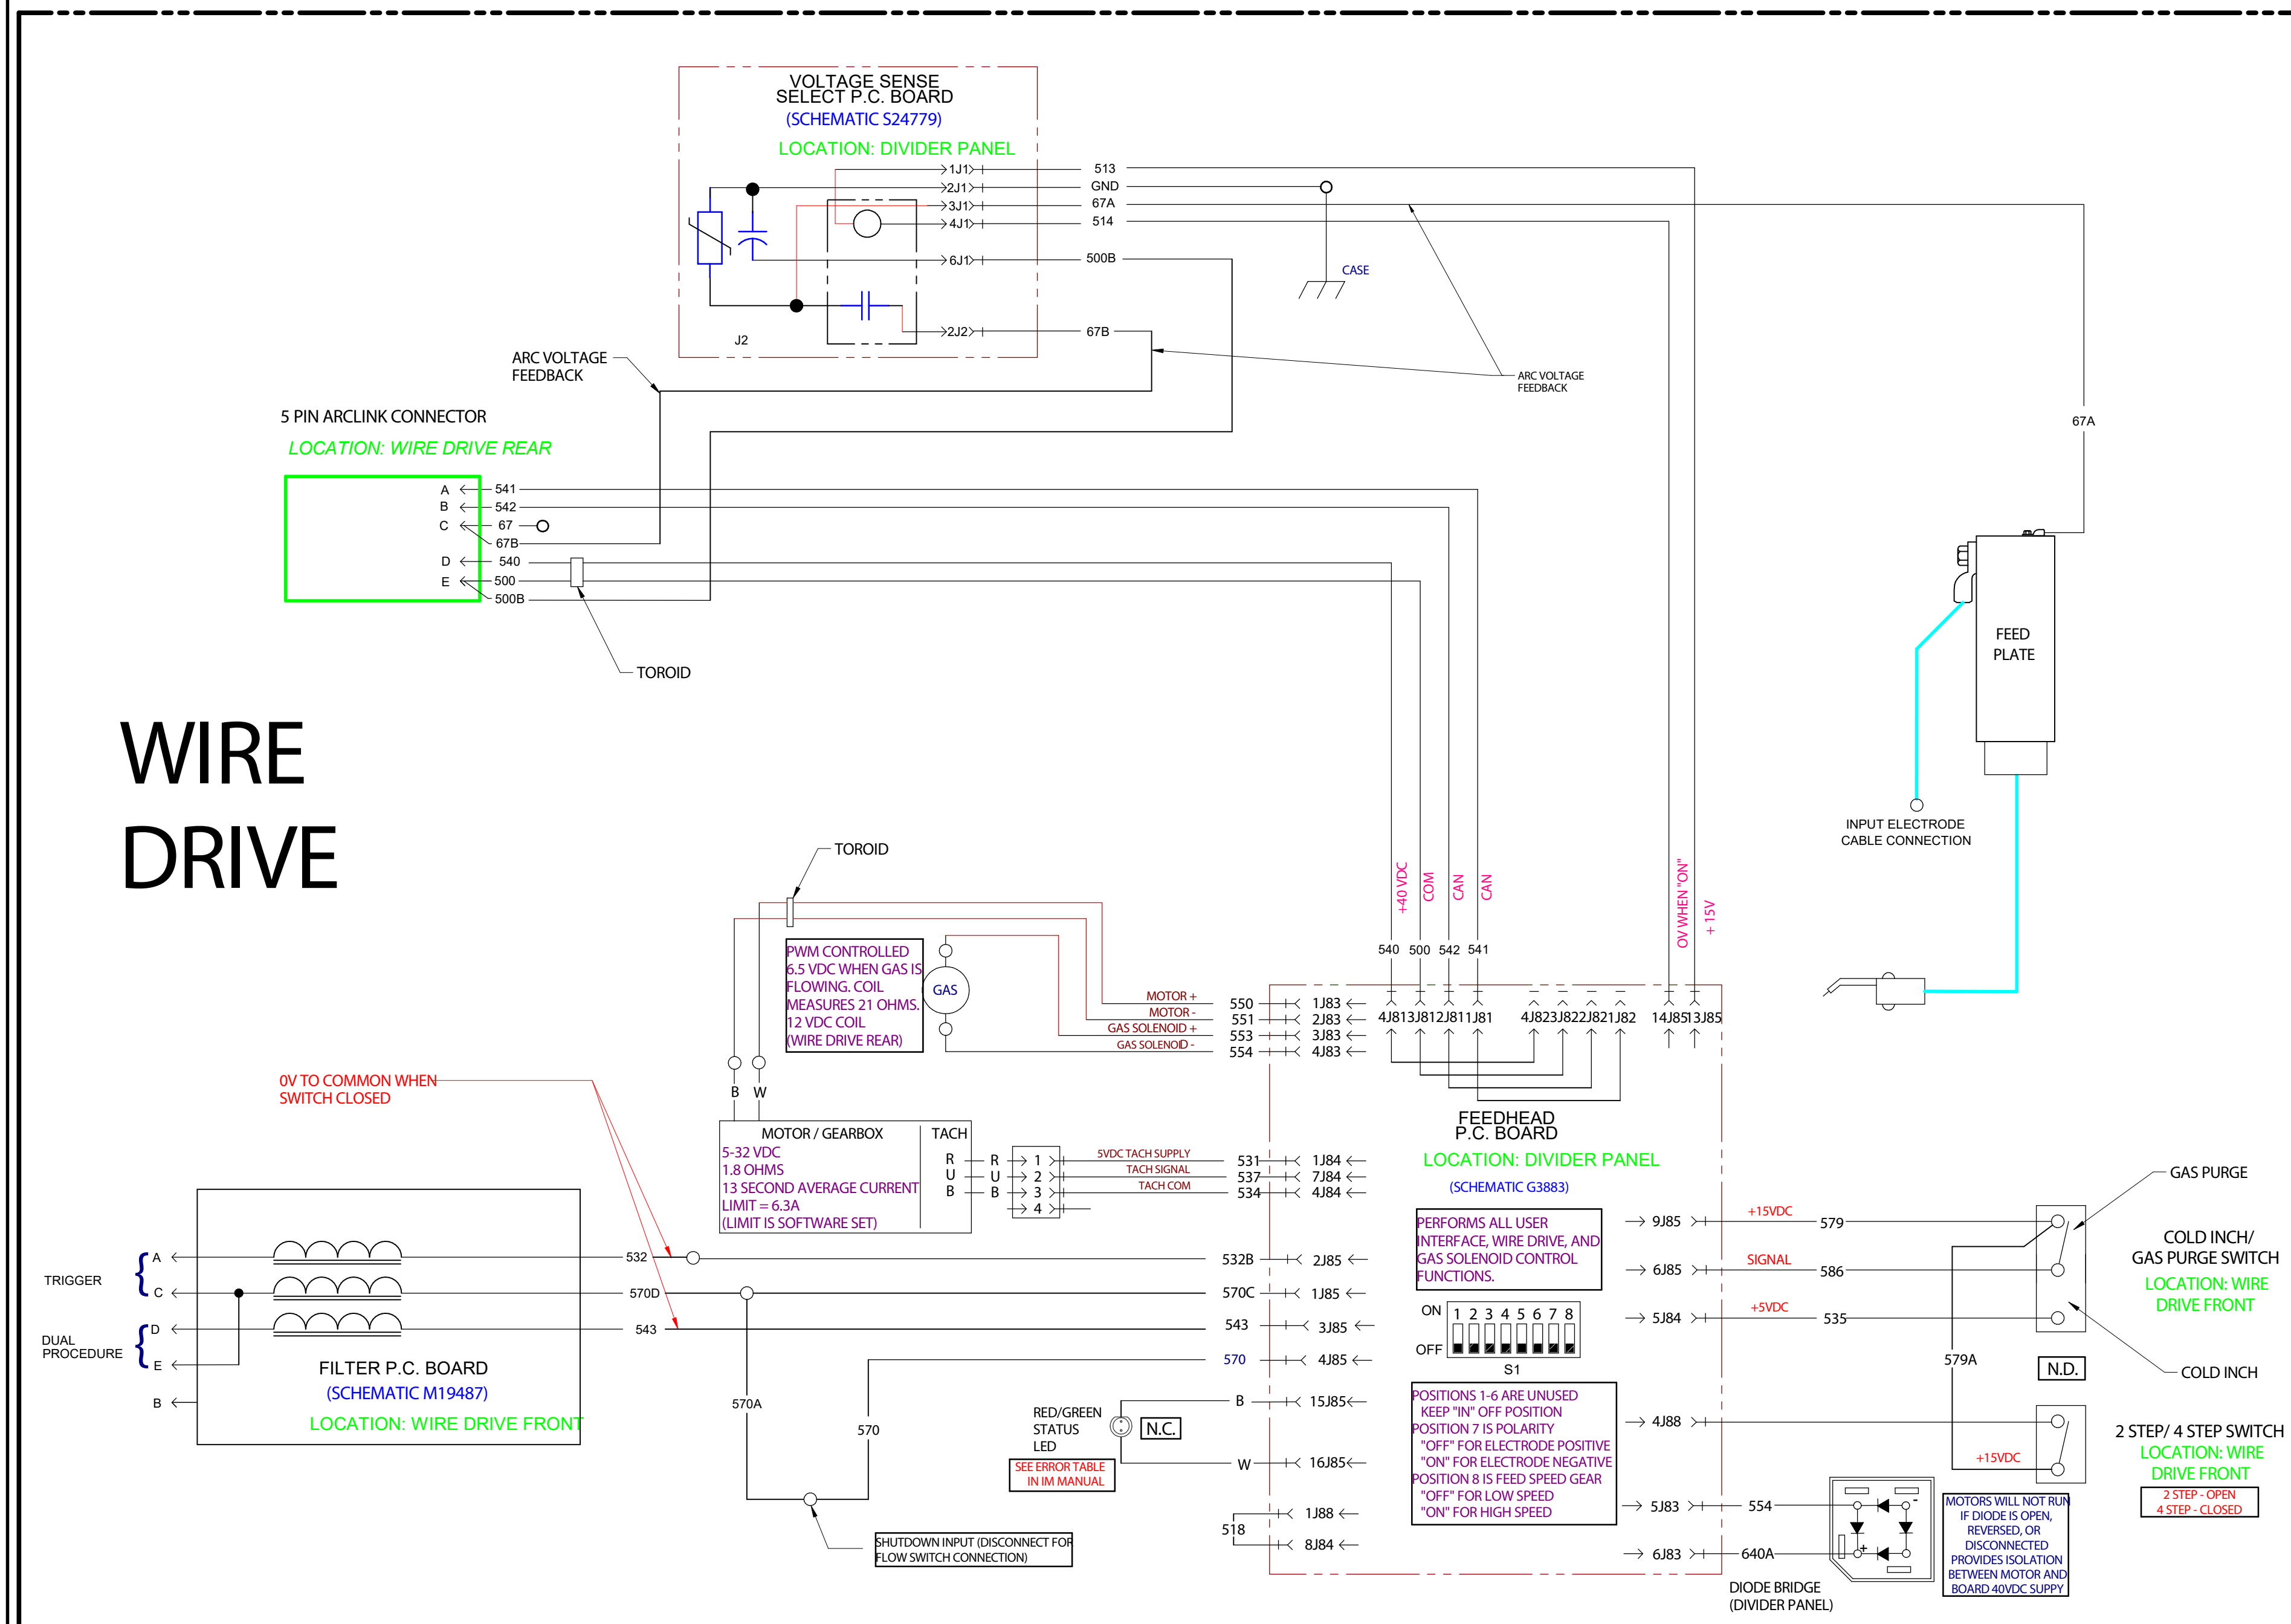 VOLTAGE SENSE
SELECT P.C. BOARD
(SCHEMATIC S24779)
LOCATION: DIVIDER PANEL
1J1
513
2J1
GND
3J1
67A
4J1
514
6J1
500B
CASE
2J2
67B
J2
ARC VOLTAGE
FEEDBACK
ARC VOLTAGE
FEEDBACK
67A
5 PIN ARCLINK CONNECTOR
LOCATION: WIRE DRIVE REAR
A
541
B
542
C
67
67B
D
540
E
500
500B
TOROID
FEED
PLATE
INPUT ELECTRODE
CABLE CONNECTION
WIRE
DRIVE
TOROID
+40 VDC
COM
CAN
CAN
OV WHEN "ON"
+ 15V
540
500
542
541
PWM CONTROLLED
6.5 VDC WHEN GAS IS
FLOWING. COIL
MEASURES 21 OHMS.
12 VDC COIL
(WIRE DRIVE REAR)
GAS
MOTOR +
550
1J83
MOTOR -
551
2J83
GAS SOLENOID +
553
3J83
GAS SOLENOID -
554
4J83
4J81
3J81
2J81
1J81
4J82
3J82
2J82
1J82
14J85
13J85
B
W
0V TO COMMON WHEN
SWITCH CLOSED
MOTOR / GEARBOX
TACH
5-32 VDC
1.8 OHMS
13 SECOND AVERAGE CURRENT
LIMIT = 6.3A
(LIMIT IS SOFTWARE SET)
R
R
1
5VDC TACH SUPPLY
531
1J84
U
U
2
TACH SIGNAL
537
7J84
B
B
3
TACH COM
534
4J84
4
FEEDHEAD
P.C. BOARD
LOCATION: DIVIDER PANEL
(SCHEMATIC G3883)
PERFORMS ALL USER
INTERFACE, WIRE DRIVE, AND
GAS SOLENOID CONTROL
FUNCTIONS.
9J85
+15VDC
579
6J85
SIGNAL
586
5J84
+5VDC
535
GAS PURGE
COLD INCH/
GAS PURGE SWITCH
LOCATION: WIRE
DRIVE FRONT
COLD INCH
N.D.
579A
TRIGGER
A
C
DUAL
PROCEDURE
D
E
B
FILTER P.C. BOARD
(SCHEMATIC M19487)
LOCATION: WIRE DRIVE FRONT
532
532B
2J85
570D
570C
1J85
543
543
3J85
570
4J85
ON
1 2 3 4 5 6 7 8
OFF
S1
570A
570
RED/GREEN
STATUS
LED
N.C.
SEE ERROR TABLE
IN IM MANUAL
B
15J85
W
16J85
POSITIONS 1-6 ARE UNUSED
KEEP "IN" OFF POSITION
POSITION 7 IS POLARITY
"OFF" FOR ELECTRODE POSITIVE
"ON" FOR ELECTRODE NEGATIVE
POSITION 8 IS FEED SPEED GEAR
"OFF" FOR LOW SPEED
"ON" FOR HIGH SPEED
4J88
+15VDC
2 STEP/ 4 STEP SWITCH
LOCATION: WIRE
DRIVE FRONT
2 STEP - OPEN
4 STEP - CLOSED
SHUTDOWN INPUT (DISCONNECT FOR
FLOW SWITCH CONNECTION)
518
1J88
8J84
5J83
554
6J83
640A
-
+
DIODE BRIDGE
(DIVIDER PANEL)
MOTORS WILL NOT RUN
IF DIODE IS OPEN,
REVERSED, OR
DISCONNECTED
PROVIDES ISOLATION
BETWEEN MOTOR AND
BOARD 40VDC SUPPY